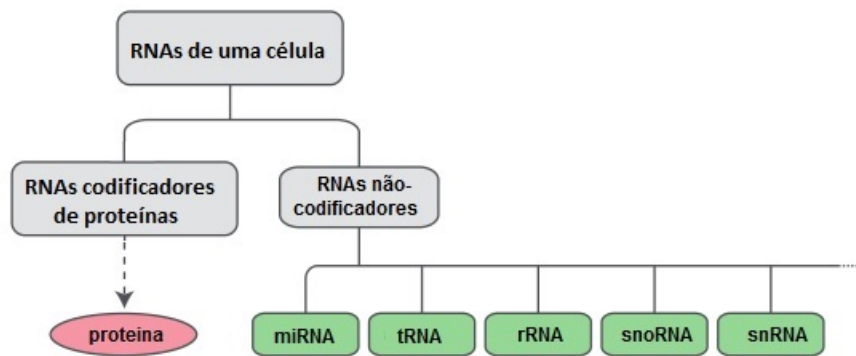 RNAs de uma célula
RNAs codificadores
de proteínas
RNAs não-
codificadores
proteina
miRNA
tRNA
rRNA
snoRNA
snRNA